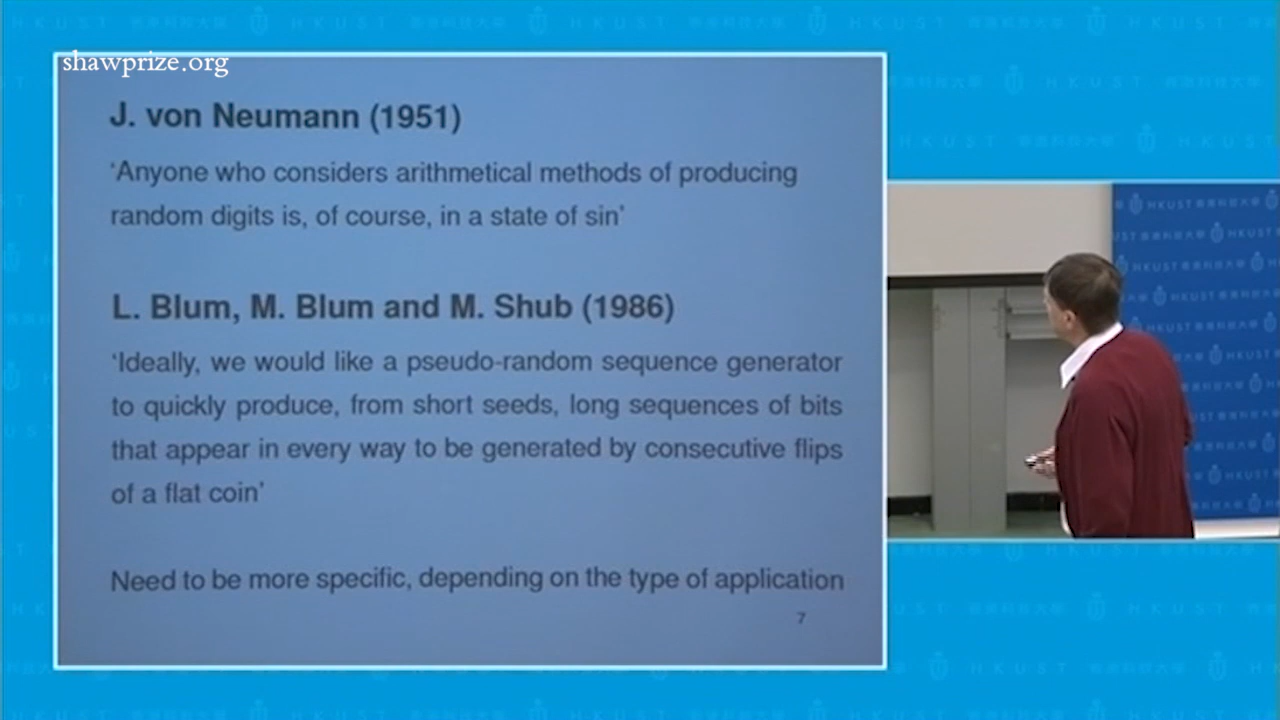 shawprize.org
J. von Neumann (1951)
'Anyone who considers arithmetical methods of producing
random digits is, of course, in a state of sin'
L. Blum, M. Blum and M. Shub (1986)
'Ideally, we would like a pseudo-random sequence generator
to quickly produce, from short seeds, long sequences of bits
that appear in every way to be generated by consecutive flips
of a flat coin'
Need to be more specific, depending on the type of application
7
HKUST